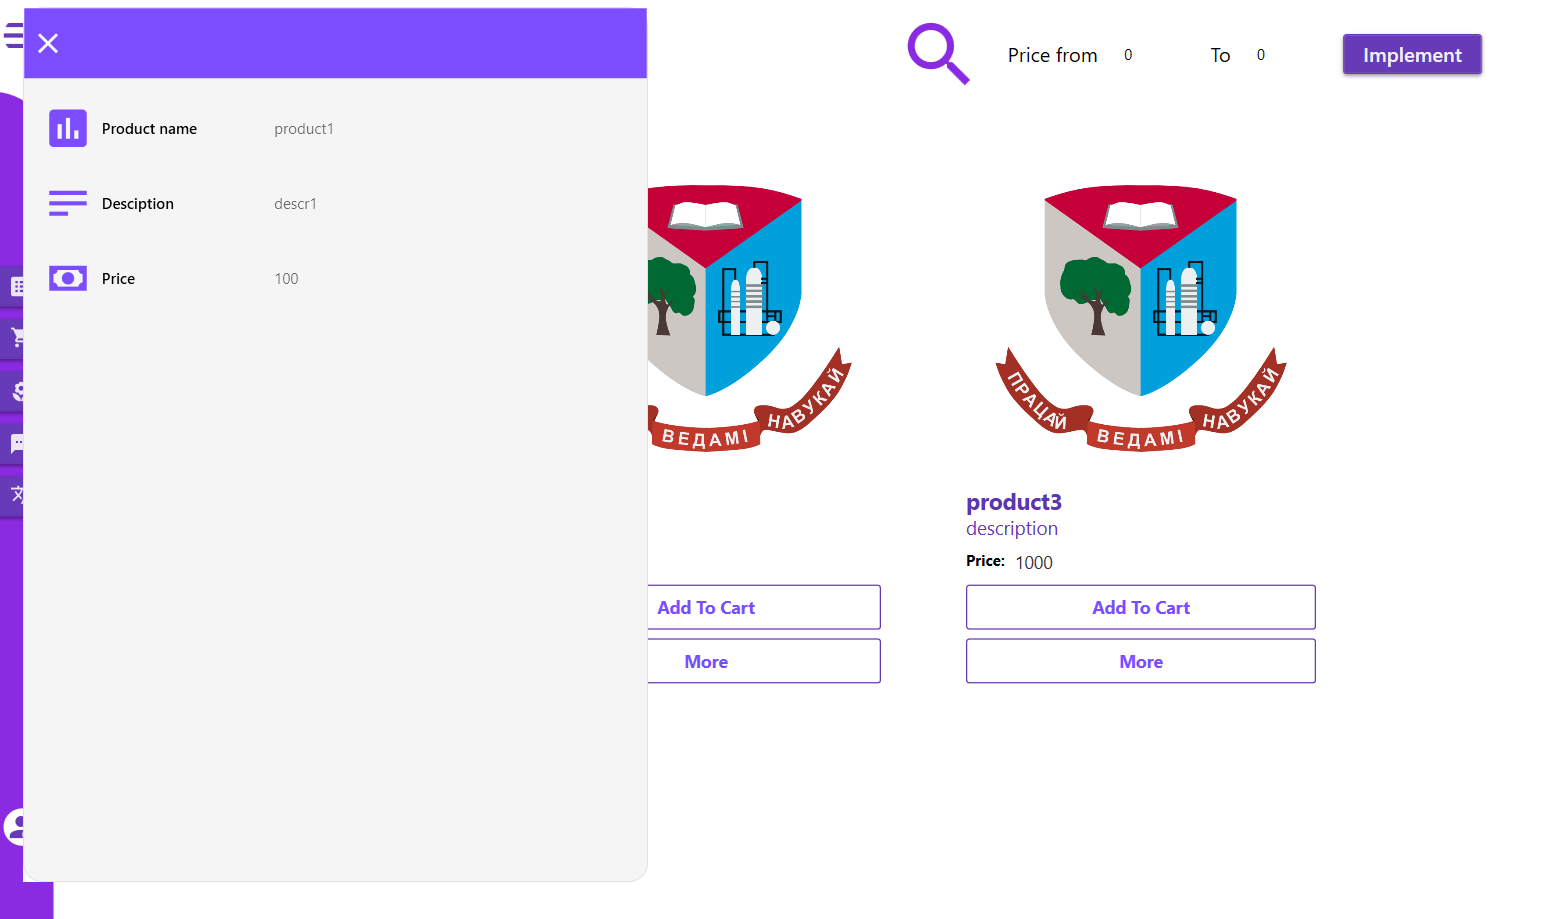 Price from 0 To 0 Implement
Product name product1
Desciption descr1
Price 100
ВЕДАМІ НАВУКАЙ
ПРАЦАЙ ВЕДАМІ НАВУКАЙ
product3
description
Price: 1000
Add To Cart
Add To Cart
More
More